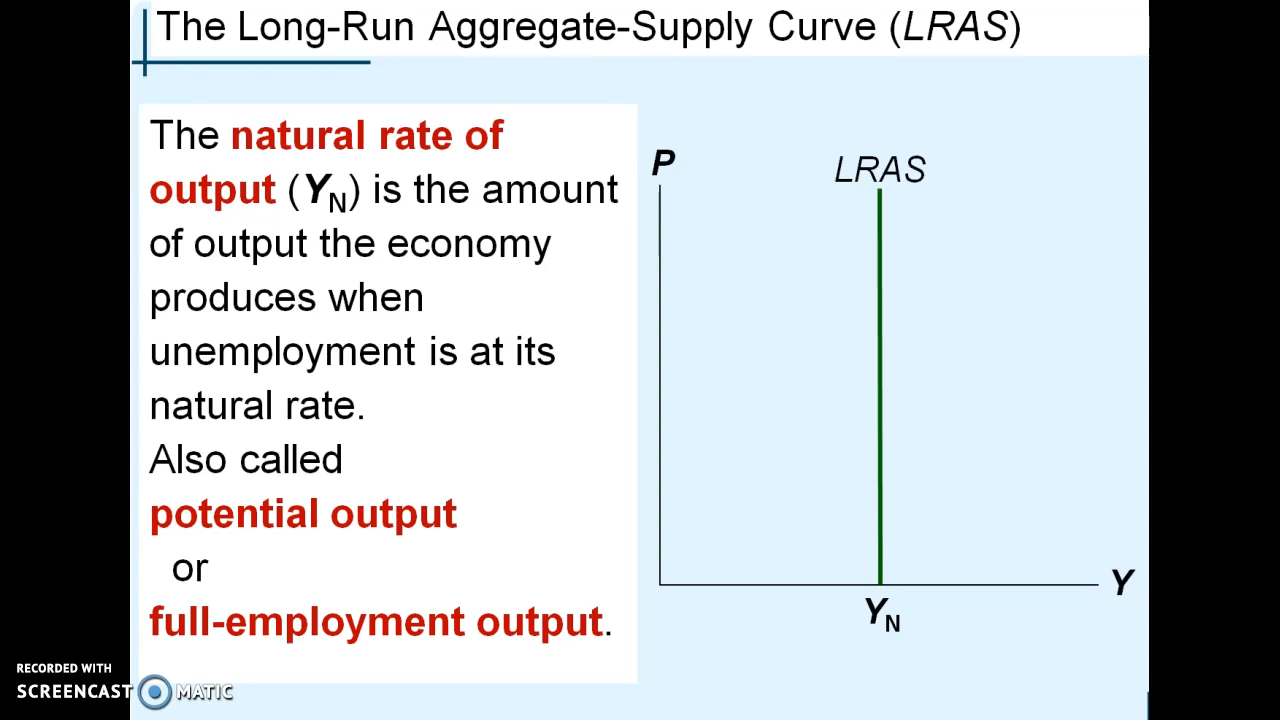 The Long-Run Aggregate-Supply Curve (LRAS)
The natural rate of
output (YN) is the amount
of output the economy
produces when
unemployment is at its
natural rate.
Also called
potential output
or
full-employment output.
P
LRAS
Y
YN
RECORDED WITH
SCREENCAST MATIC